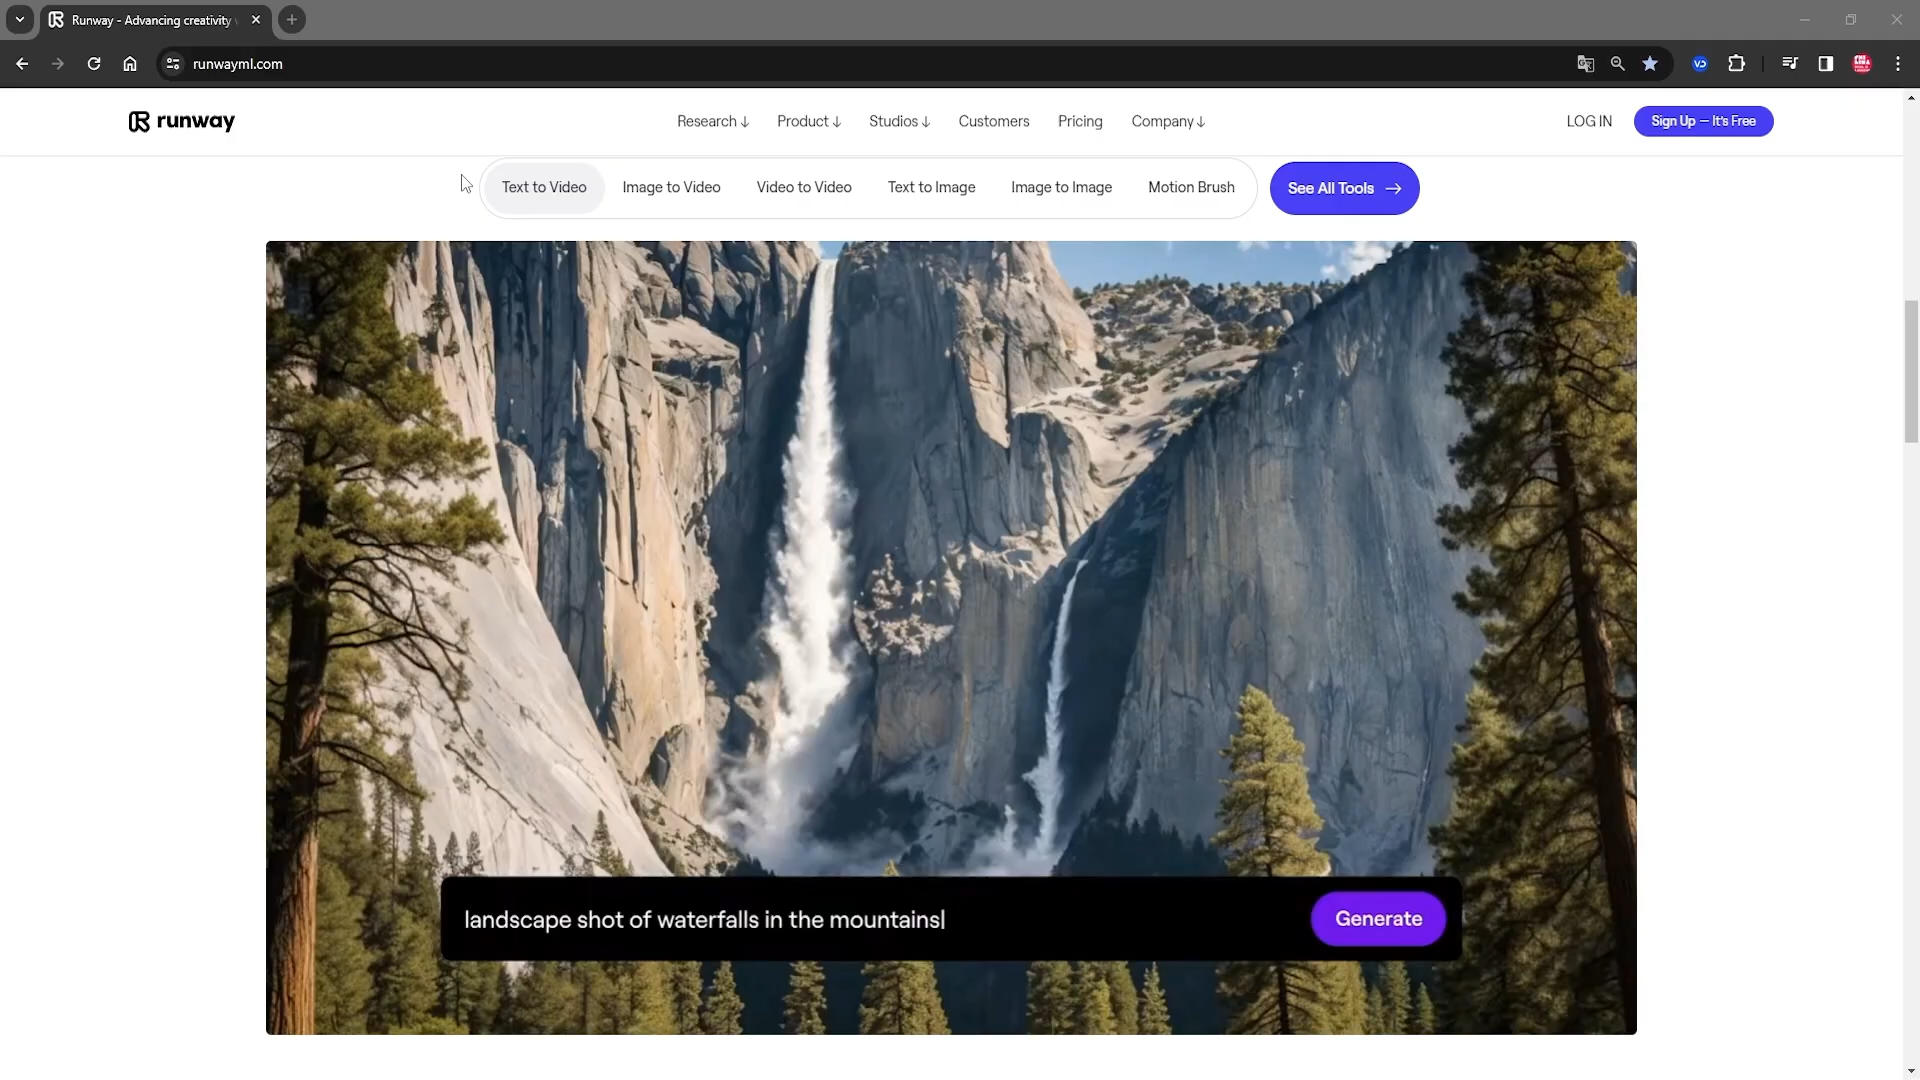 Runway - Advancing creativity
runwayml.com
runway
Research ↓
Product ↓
Studios ↓
Customers
Pricing
Company ↓
LOG IN
Sign Up — It's Free
Text to Video
Image to Video
Video to Video
Text to Image
Image to Image
Motion Brush
See All Tools →
landscape shot of waterfalls in the mountains
Generate